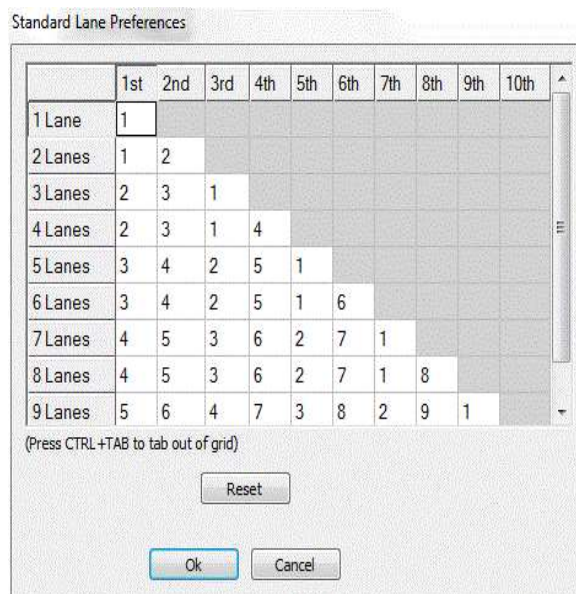 Standard Lane Preferences
1st 2nd 3rd 4th 5th 6th 7th 8th 9th 10th
1 Lane 1
2 Lanes 1 2
3 Lanes 2 3 1
4 Lanes 2 3 1 4
5 Lanes 3 4 2 5 1
6 Lanes 3 4 2 5 1 6
7 Lanes 4 5 3 6 2 7 1
8 Lanes 4 5 3 6 2 7 1 8
9 Lanes 5 6 4 7 3 8 2 9 1
(Press CTRL+TAB to tab out of grid)
Reset
Ok Cancel